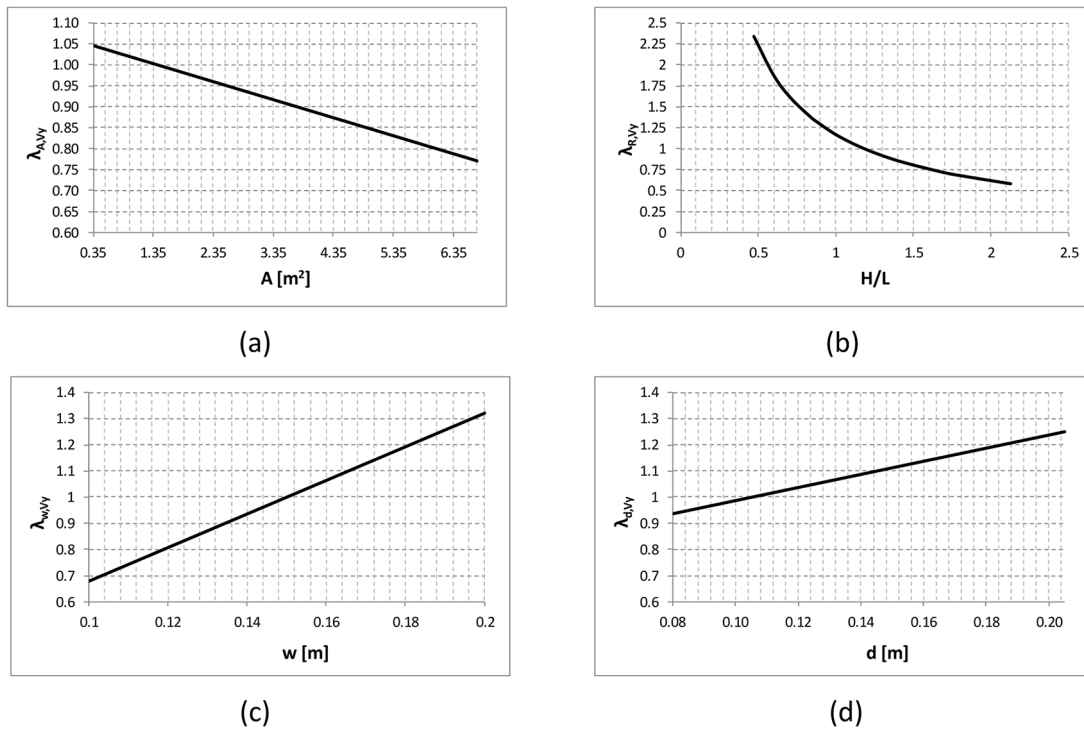 1.10
1.05
1.00
0.95
0.90
0.85
0.80
0.75
0.70
0.65
0.60
λA,Vy
0.35 1.35 2.35 3.35 4.35 5.35 6.35
A [m²]
(a)
2.5
2.25
2
1.75
1.5
1.25
1
0.75
0.5
0.25
0
λR,Vy
0 0.5 1 1.5 2 2.5
H/L
(b)
1.4
1.3
1.2
1.1
1
0.9
0.8
0.7
0.6
λw,Vy
0.1 0.12 0.14 0.16 0.18 0.2
w [m]
(c)
1.4
1.3
1.2
1.1
1
0.9
0.8
0.7
0.6
λd,Vy
0.08 0.10 0.12 0.14 0.16 0.18 0.20
d [m]
(d)